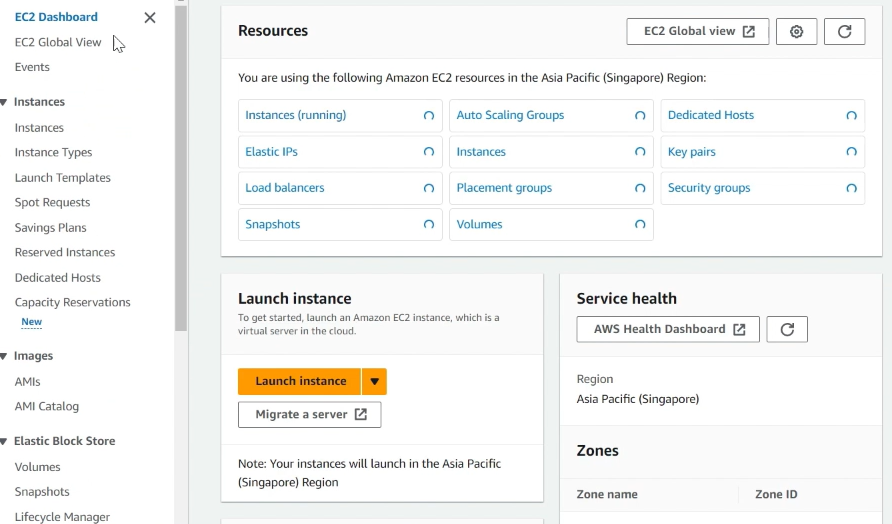 EC2 Dashboard
EC2 Global View
Events
Instances
Instances
Instance Types
Launch Templates
Spot Requests
Savings Plans
Reserved Instances
Dedicated Hosts
Capacity Reservations
New
Images
AMIs
AMI Catalog
Elastic Block Store
Volumes
Snapshots
Lifecycle Manager
Resources
EC2 Global view
You are using the following Amazon EC2 resources in the Asia Pacific (Singapore) Region:
Instances (running)
Auto Scaling Groups
Dedicated Hosts
Elastic IPs
Instances
Key pairs
Load balancers
Placement groups
Security groups
Snapshots
Volumes
Launch instance
To get started, launch an Amazon EC2 instance, which is a
virtual server in the cloud.
Launch instance
Migrate a server
Note: Your instances will launch in the Asia Pacific
(Singapore) Region
Service health
AWS Health Dashboard
Region
Asia Pacific (Singapore)
Zones
Zone name
Zone ID